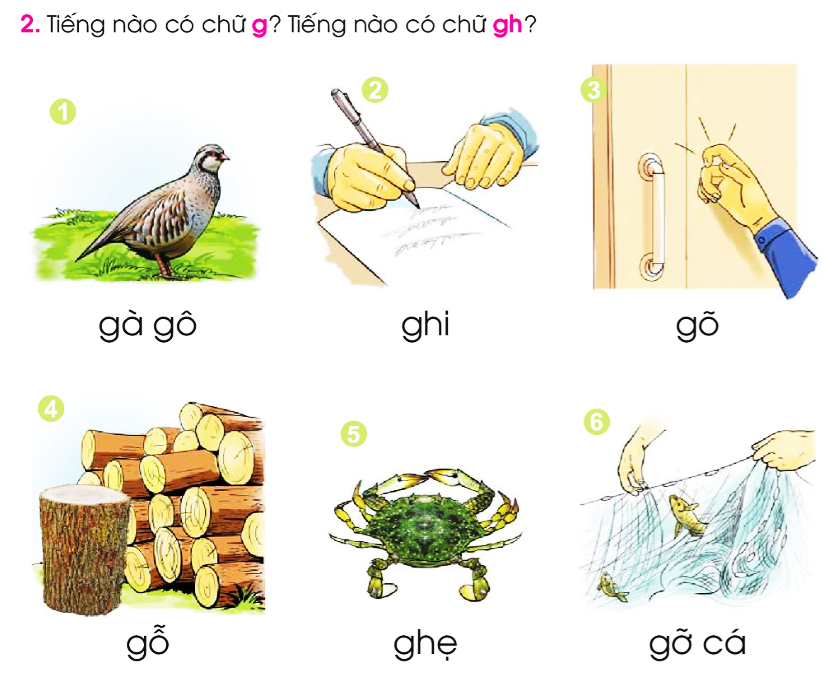 2. Tiếng nào có chữ g? Tiếng nào có chữ gh?
1
2
3
gà gô
ghi
gõ
4
5
6
gỗ
ghẹ
gỡ cá